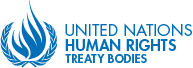 UNITED NATIONS
HUMAN RIGHTS
TREATY BODIES